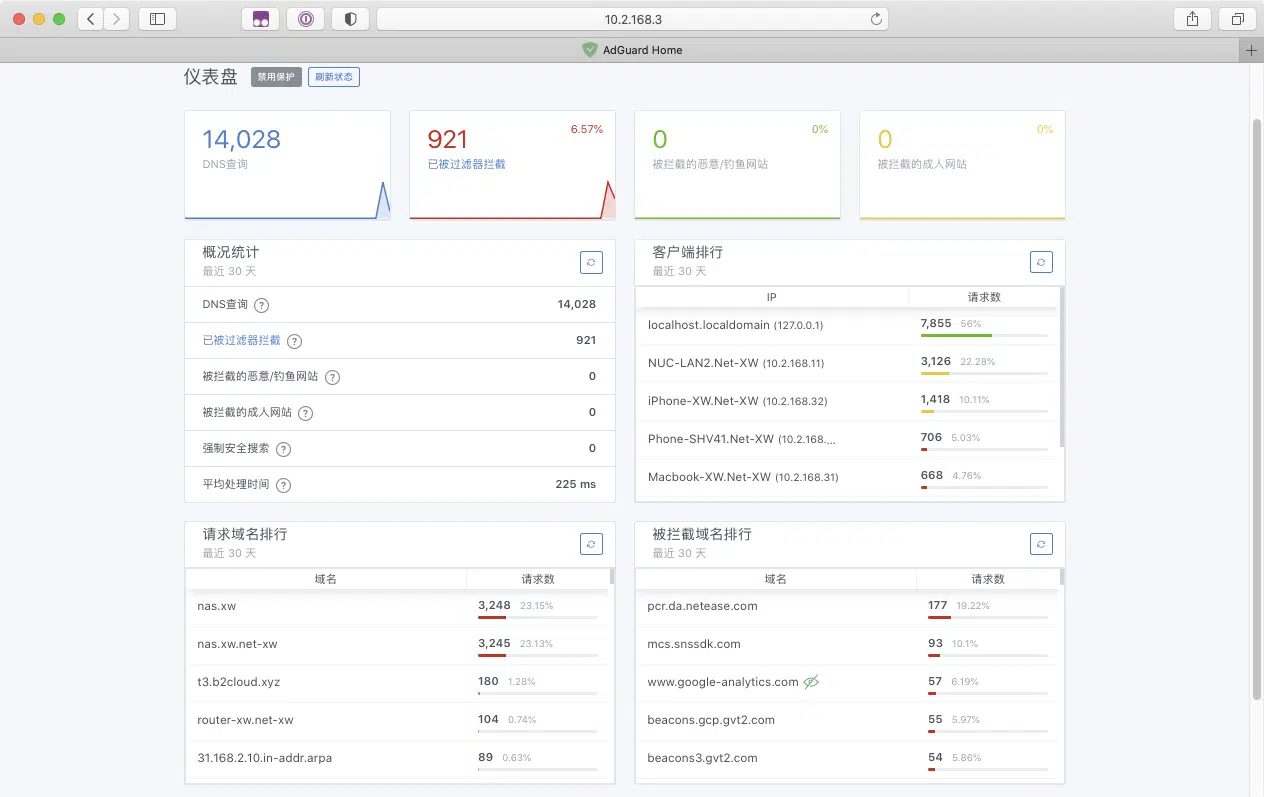 10.2.168.3
AdGuard Home
仪表盘 禁用保护 刷新状态
14,028
DNS查询
921 6.57%
已被过滤器拦截
0 0%
被拦截的恶意/钓鱼网站
0 0%
被拦截的成人网站
概况统计
最近 30 天
DNS查询 ? 14,028
已被过滤器拦截 ? 921
被拦截的恶意/钓鱼网站 ? 0
被拦截的成人网站 ? 0
强制安全搜索 ? 0
平均处理时间 ? 225 ms
客户端排行
最近 30 天
IP 请求数
localhost.localdomain (127.0.0.1) 7,855 56%
NUC-LAN2.Net-XW (10.2.168.11) 3,126 22.28%
iPhone-XW.Net-XW (10.2.168.32) 1,418 10.11%
Phone-SHV41.Net-XW (10.2.168.... 706 5.03%
Macbook-XW.Net-XW (10.2.168.31) 668 4.76%
请求域名排行
最近 30 天
域名 请求数
nas.xw 3,248 23.15%
nas.xw.net-xw 3,245 23.13%
t3.b2cloud.xyz 180 1.28%
router-xw.net-xw 104 0.74%
31.168.2.10.in-addr.arpa 89 0.63%
被拦截域名排行
最近 30 天
域名 请求数
pcr.da.netease.com 177 19.22%
mcs.snssdk.com 93 10.1%
www.google-analytics.com 57 6.19%
beacons.gcp.gvt2.com 55 5.97%
beacons3.gvt2.com 54 5.86%